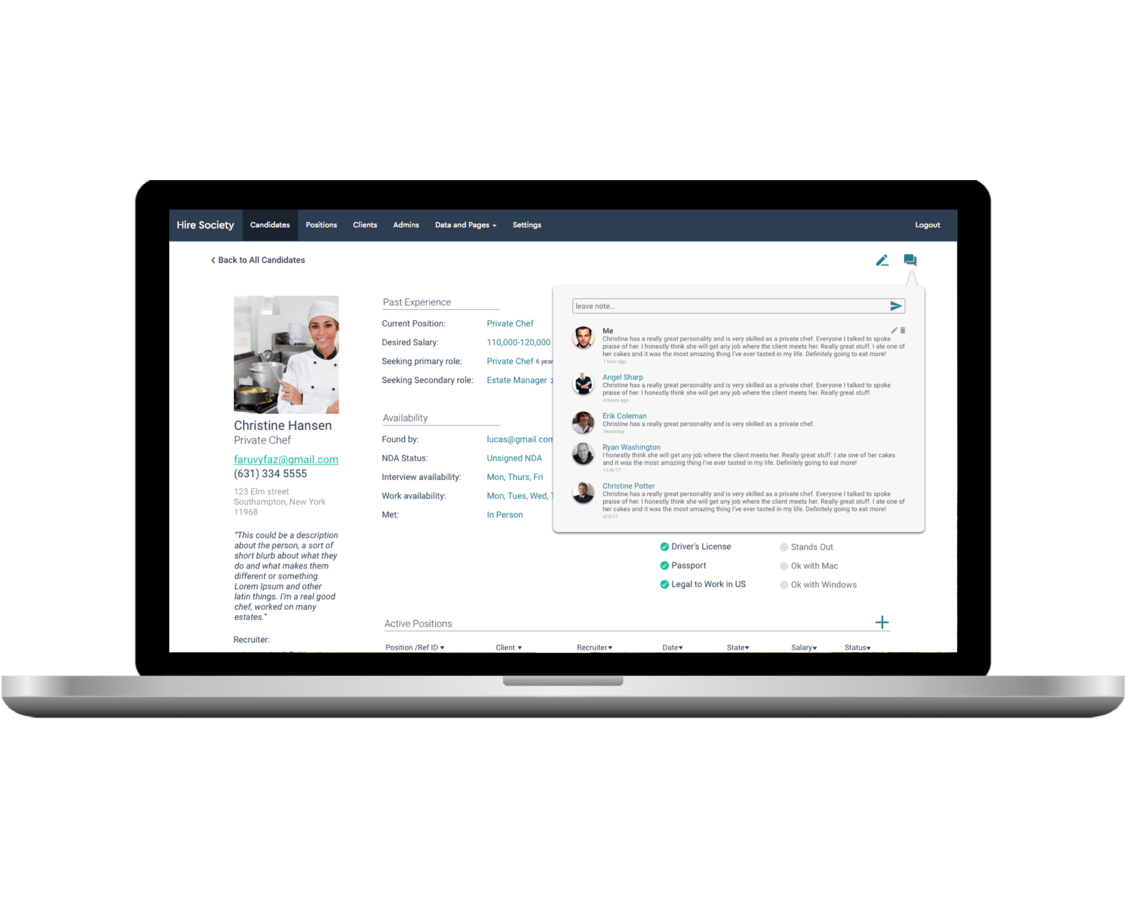 Hire Society
Candidates
Positions
Clients
Admins
Data and Pages
Settings
Logout
Back to All Candidates
Christine Hansen
Private Chef
faruvyfaz@gmail.com
(631) 334 5555
123 Elm street
Southampton, New York
11968
"This could be a description
about the person, a sort of
short blurb about what they
do and what makes them
different or something.
Lorem Ipsum and other
latin things. I'm a real good
chef, worked on many
estates."
Recruiter:
Past Experience
Current Position: Private Chef
Desired Salary: 110,000-120,000
Seeking primary role: Private Chef 6 year
Seeking Secondary role: Estate Manager
Availability
Found by: lucas@gmail.com
NDA Status: Unsigned NDA
Interview availability: Mon, Thurs, Fri
Work availability: Mon, Tues, Wed,
Met: In Person
leave note...
Me
Christine has a really great personality and is very skilled as a private chef. Everyone I talked to spoke
praise of her. I honestly think she will get any job where the client meets her. Really great stuff. I ate one of
her cakes and it was the most amazing thing I've ever tasted in my life. Definitely going to eat more!
1 hour ago
Angel Sharp
Christine has a really great personality and is very skilled as a private chef. Everyone I talked to spoke
praise of her. I honestly think she will get any job where the client meets her. Really great stuff.
4 hours ago
Erik Coleman
Christine has a really great personality and is very skilled as a private chef.
Yesterday
Ryan Washington
I honestly think she will get any job where the client meets her. Really great stuff. I ate one of her cakes
and it was the most amazing thing I've ever tasted in my life. Definitely going to eat more!
11/8/17
Christine Potter
Christine has a really great personality and is very skilled as a private chef. Everyone I talked to spoke
praise of her. I honestly think she will get any job where the client meets her. Really great stuff. I ate one of
her cakes and it was the most amazing thing I've ever tasted in my life. Definitely going to eat more!
Driver's License
Stands Out
Passport
Ok with Mac
Legal to Work in US
Ok with Windows
Active Positions
Position /Ref ID
Client
Recruiter
Date
State
Salary
Status